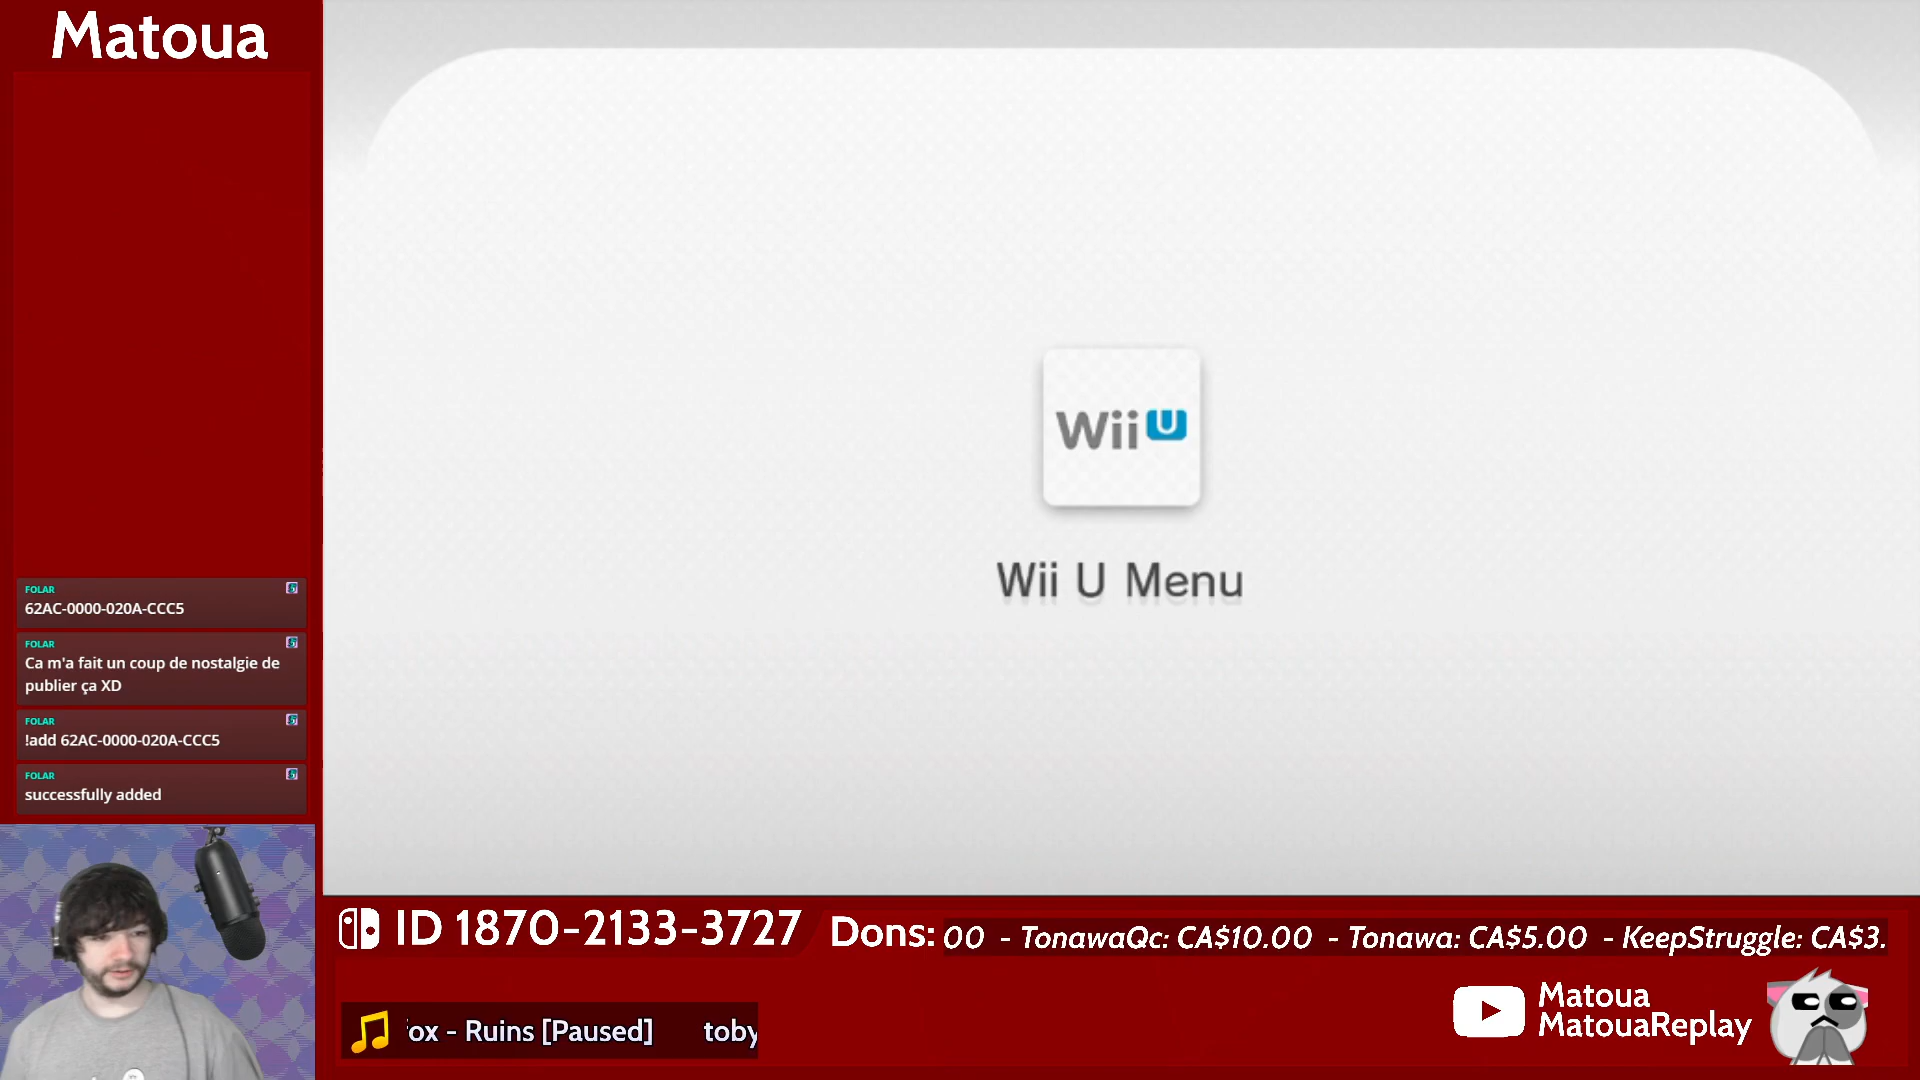 Matoua
FOLAR
62AC-0000-020A-CCC5
FOLAR
Ca m'a fait un coup de nostalgie de
publier ça XD
FOLAR
!add 62AC-0000-020A-CCC5
FOLAR
successfully added
Wii U
Wii U Menu
ID 1870-2133-3727
Dons: 00 - TonawaQc: CA$10.00 - Tonawa: CA$5.00 - KeepStruggle: CA$3.
ox - Ruins [Paused] toby
Matoua
MatouaReplay